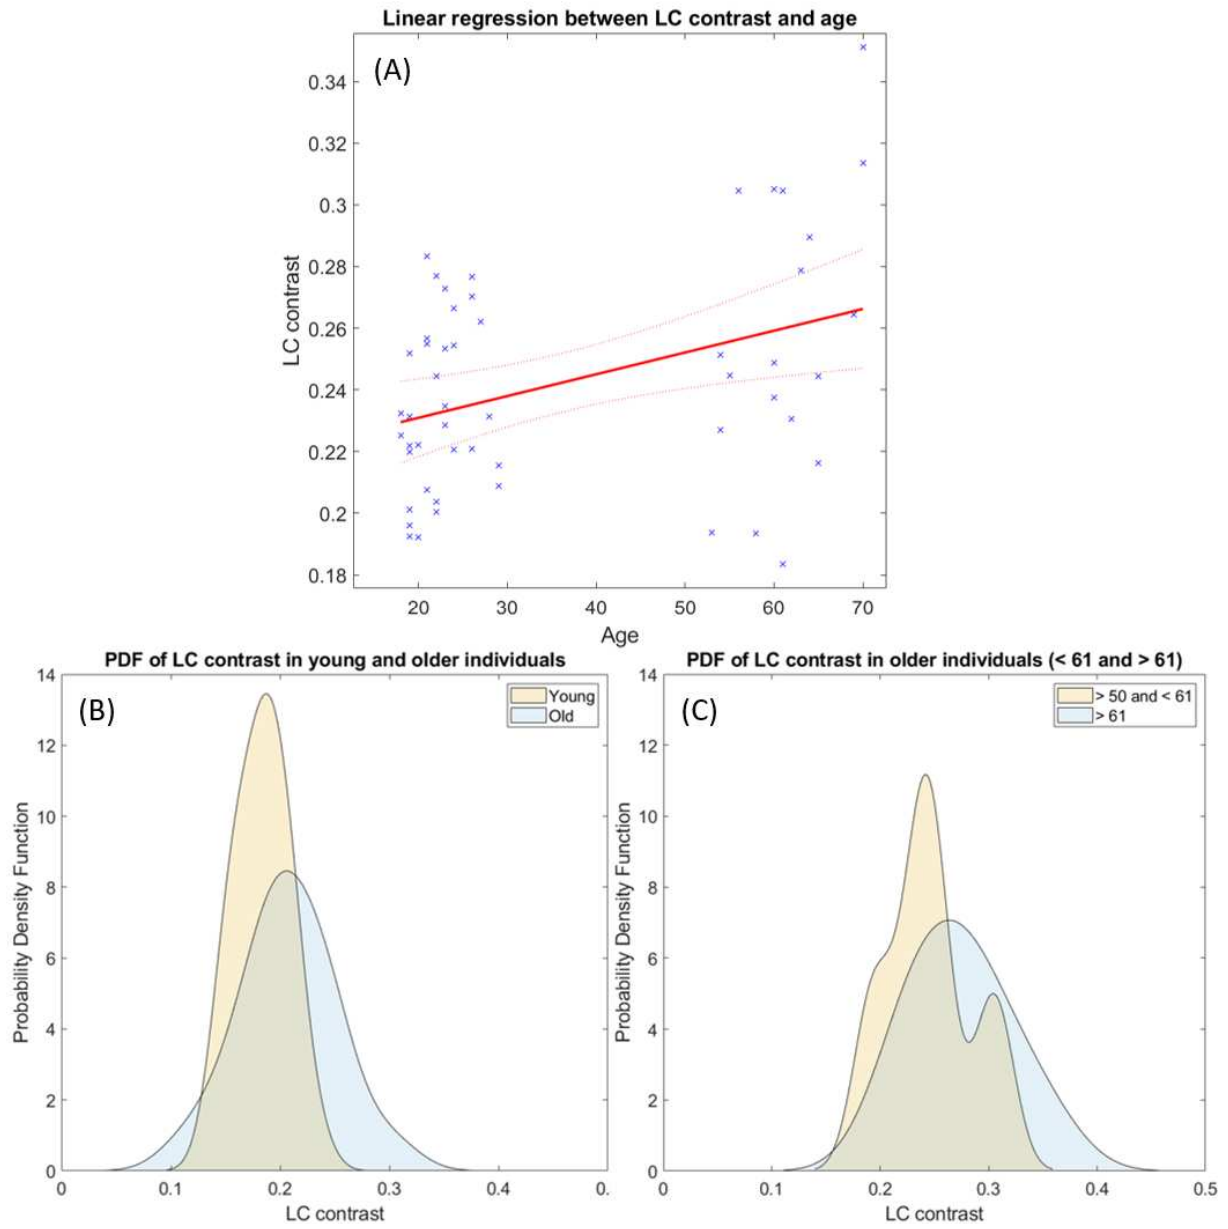 Linear regression between LC contrast and age
(A)
0.34
0.32
0.3
0.28
0.26
0.24
0.22
0.2
0.18
LC contrast
20 30 40 50 60 70
Age
PDF of LC contrast in young and older individuals
(B)
Young
Old
14
12
10
8
6
4
2
0
Probability Density Function
0 0.1 0.2 0.3 0.4 0.
LC contrast
PDF of LC contrast in older individuals (< 61 and > 61)
(C)
> 50 and < 61
> 61
14
12
10
8
6
4
2
0
Probability Density Function
0 0.1 0.2 0.3 0.4 0.5
LC contrast